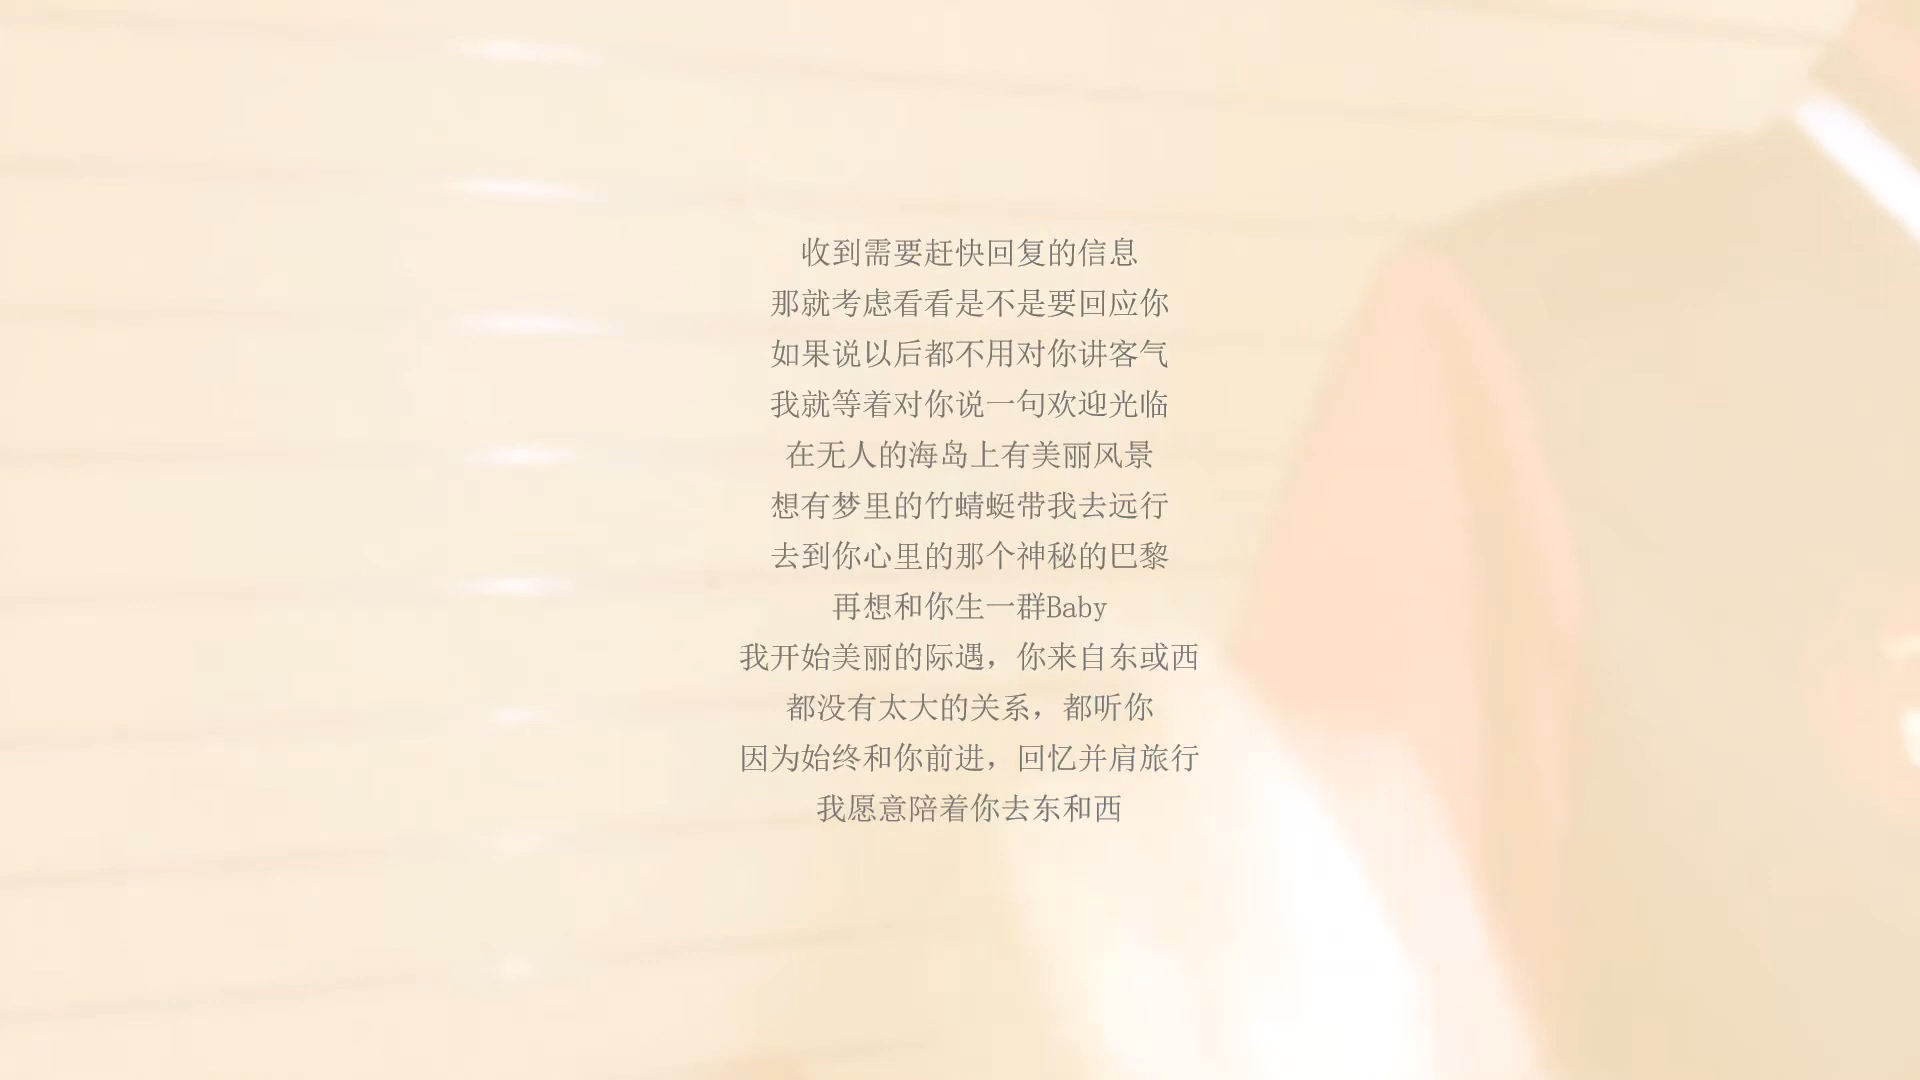 收到需要赶快回复的信息
那就考虑看看是不是要回应你
如果说以后都不用对你讲客气
我就等着对你说一句欢迎光临
在无人的海岛上有美丽风景
想有梦里的竹蜻蜓带我去远行
去到你心里的那个神秘的巴黎
再想和你生一群Baby
我开始美丽的际遇，你来自东或西
都没有太大的关系，都听你
因为始终和你前进，回忆并肩旅行
我愿意陪着你去东和西